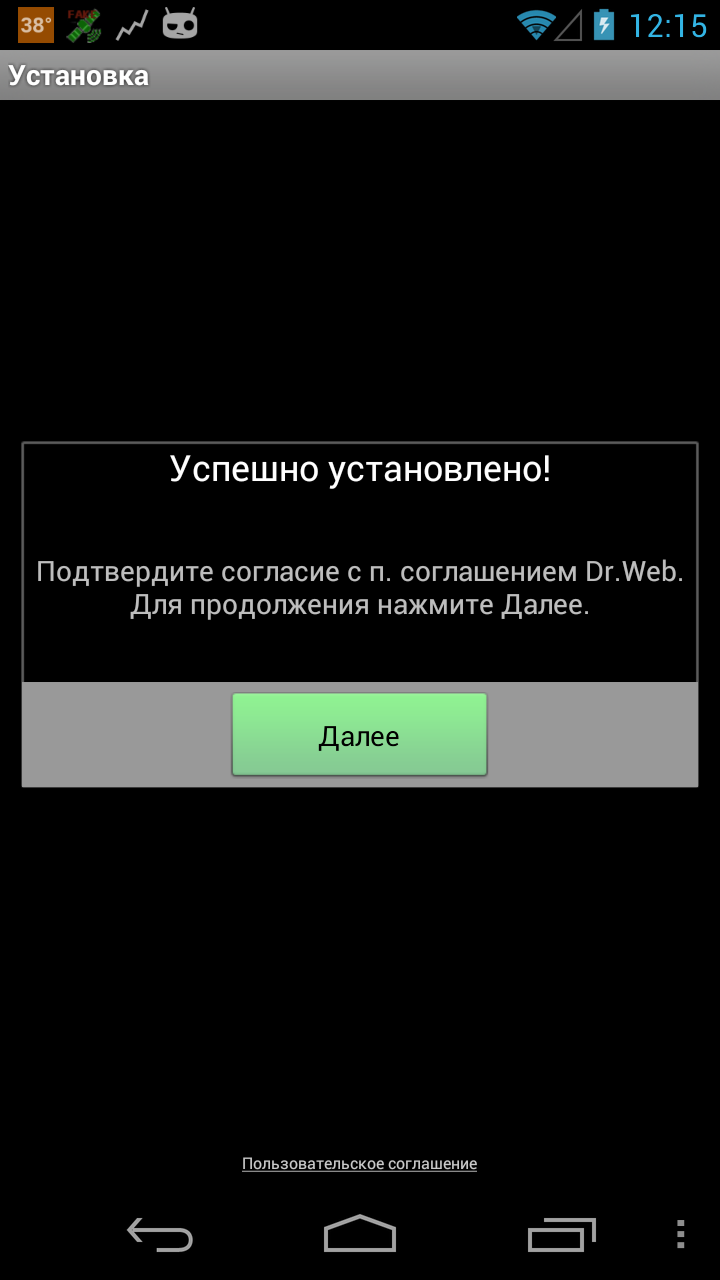 38° FAKE 12:15
Установка
Успешно установлено!
Подтвердите согласие с п. соглашением Dr.Web.
Для продолжения нажмите Далее.
Далее
Пользовательское соглашение